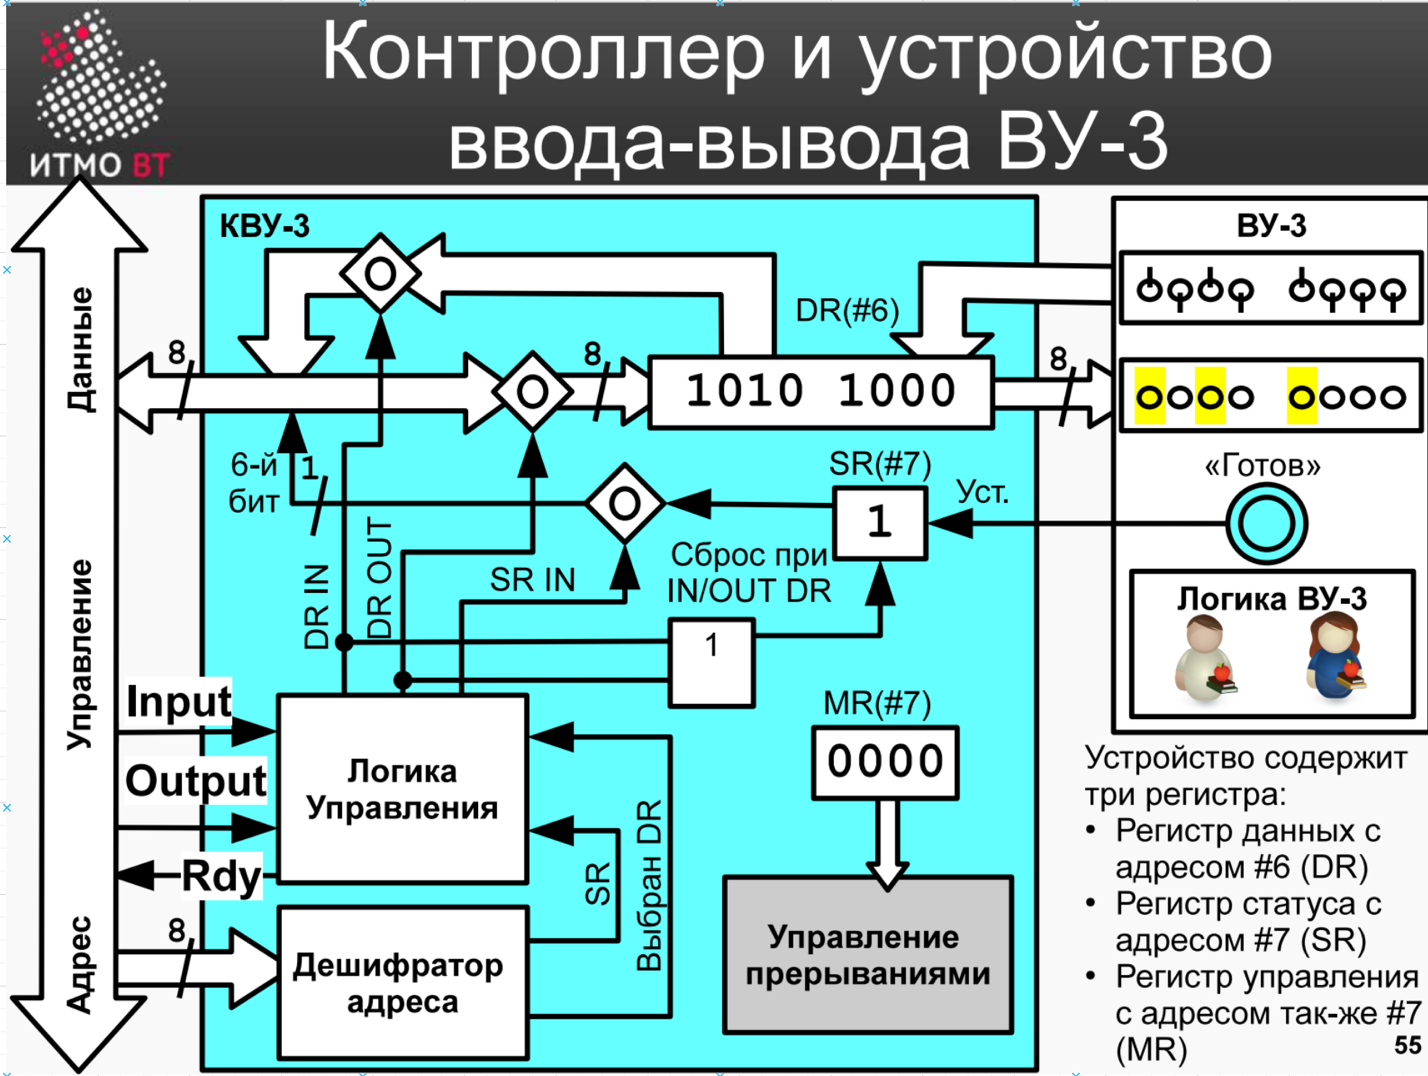 Контроллер и устройство
ввода-вывода ВУ-3
ИТМО ВТ
КВУ-3
ВУ-3
DR(#6)
Данные
8
8
1010 1000
8
6-й
бит
1
SR(#7)
«Готов»
1
Уст.
DR IN
DR OUT
SR IN
Сброс при
IN/OUT DR
1
Логика ВУ-3
Управление
Input
Output
Rdy
Логика
Управления
MR(#7)
0000
SR
Выбран DR
Управление
прерываниями
Адрес
8
Дешифратор
адреса
Устройство содержит
три регистра:
• Регистр данных с
адресом #6 (DR)
• Регистр статуса с
адресом #7 (SR)
• Регистр управления
с адресом так-же #7
(MR)
55